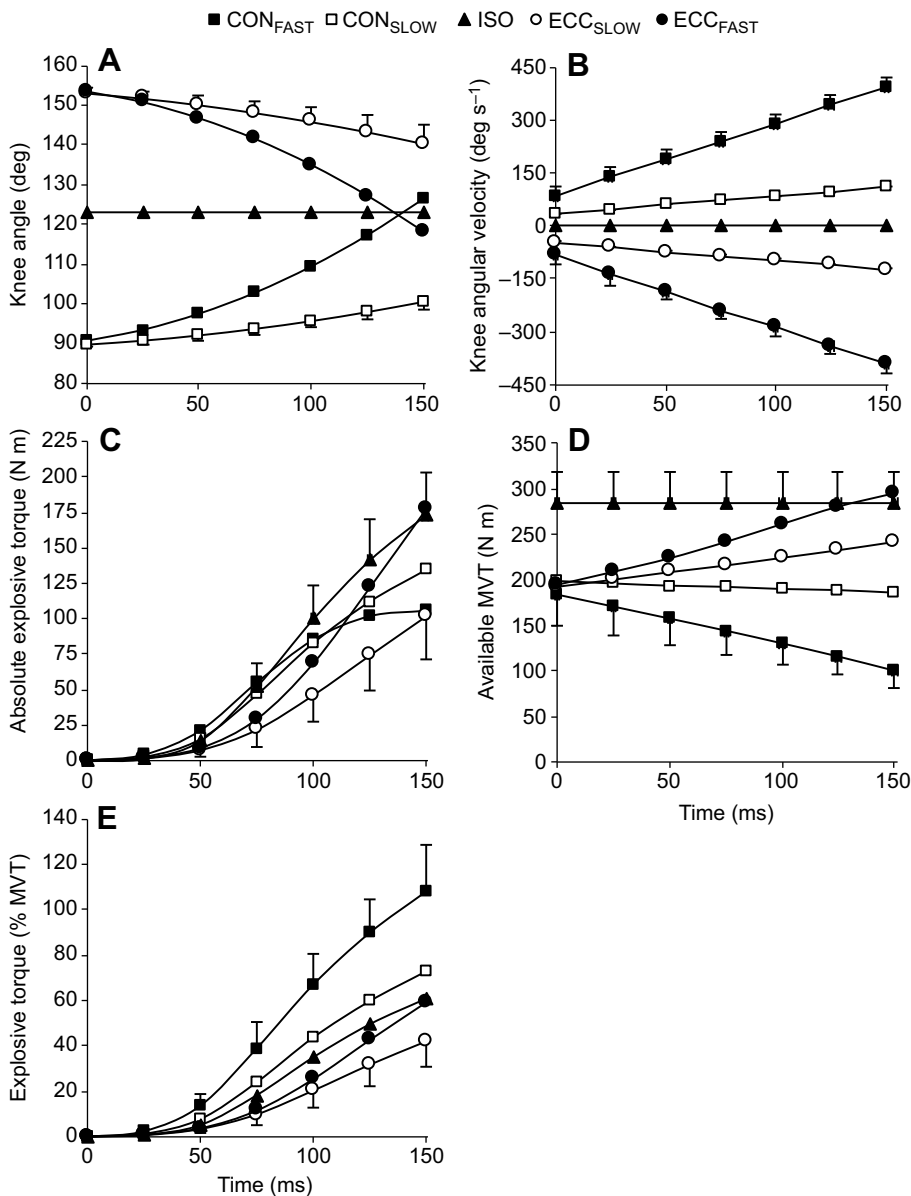 CON_FAST CON_SLOW ISO ECC_SLOW ECC_FAST
A
Knee angle (deg)
160
150
140
130
120
110
100
90
80
0 50 100 150
B
Knee angular velocity (deg s⁻¹)
450
300
150
0
–150
–300
–450
0 50 100 150
C
Absolute explosive torque (N m)
225
200
175
150
125
100
75
50
25
0
0 50 100 150
D
Available MVT (N m)
350
300
250
200
150
100
50
0
0 50 100 150
Time (ms)
E
Explosive torque (% MVT)
140
120
100
80
60
40
20
0
0 50 100 150
Time (ms)